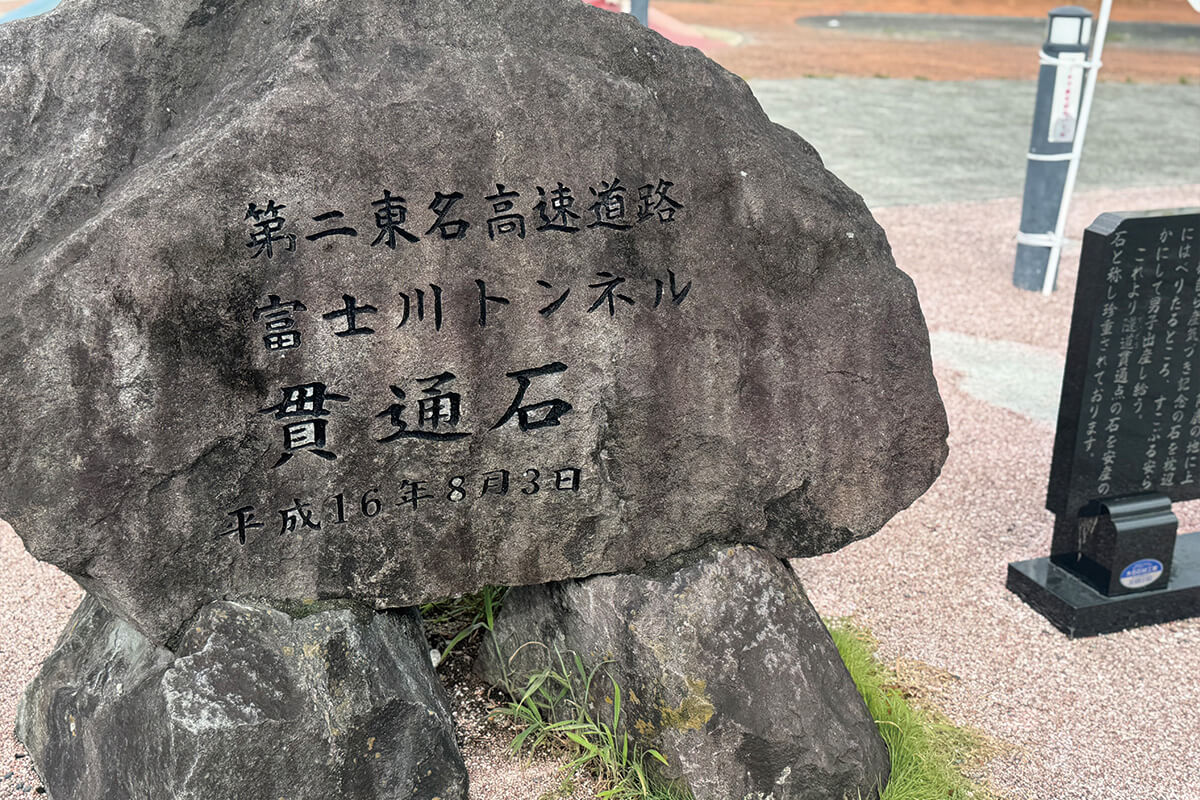 第二東名高速道路
富士川トンネル
貫通石
平成16年8月3日
にはべりたるところ、すこぶる安ら
かにして男子出産し給う。
これより隧道貫通点の石を安産の
石と称し珍重されております。